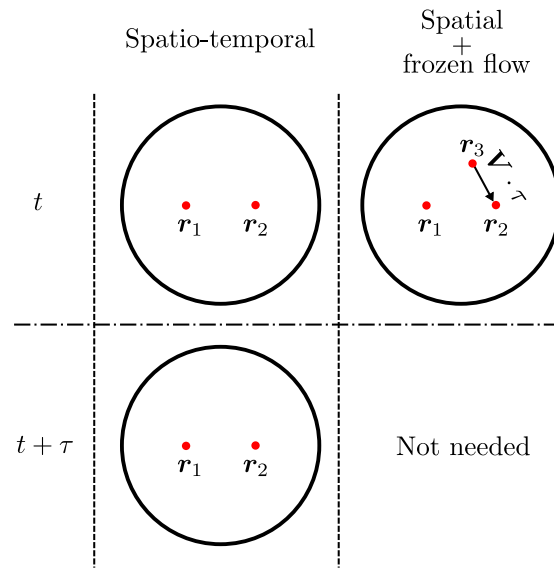 Spatio-temporal
Spatial
+
frozen flow
t
r₁
r₂
r₃
V · τ
r₁
r₂
t + τ
r₁
r₂
Not needed